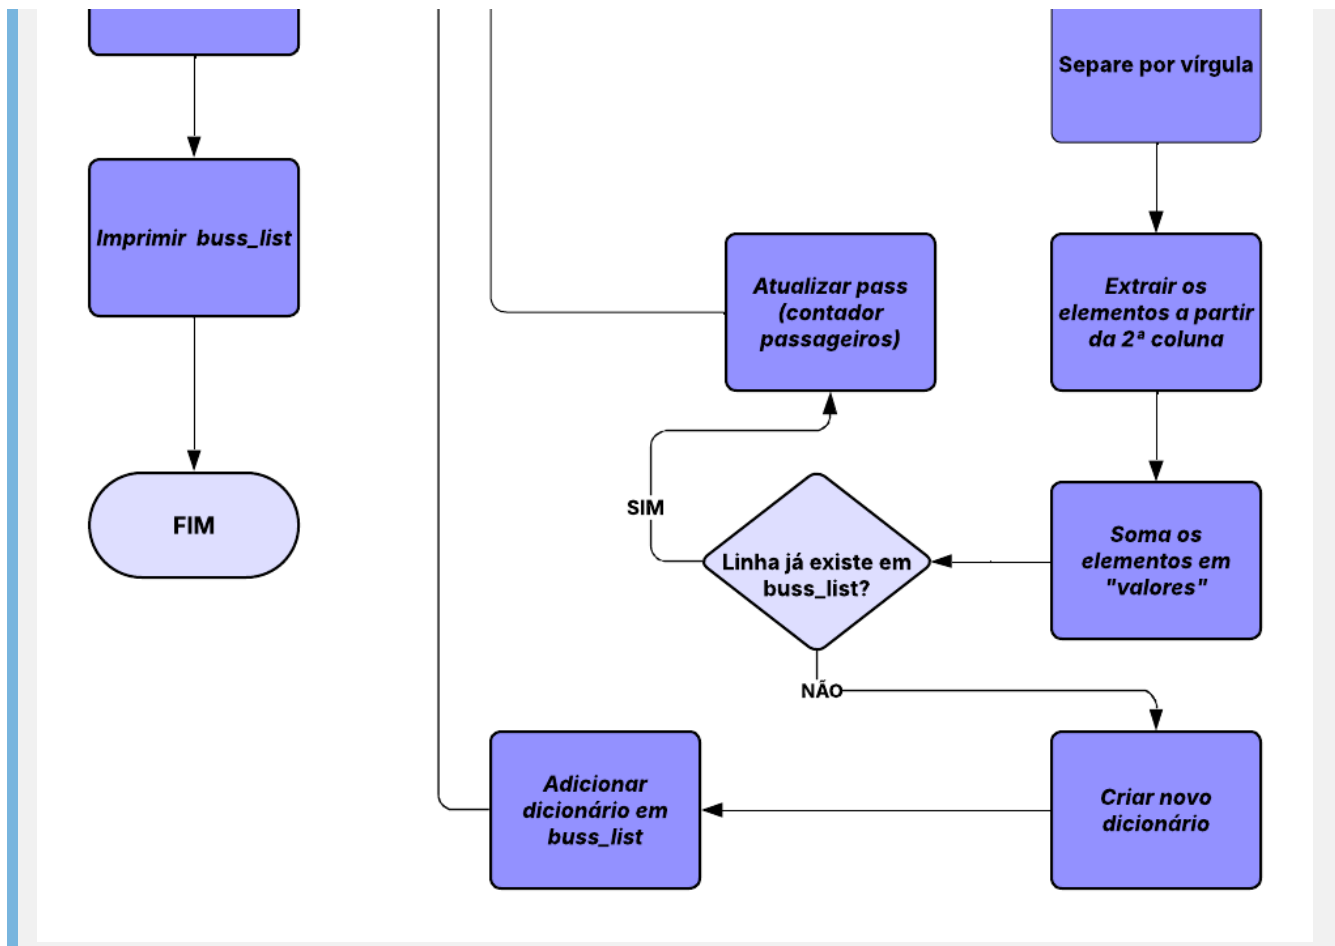 Separe por vírgula
Imprimir buss_list
Atualizar pass
(contador
passageiros)
Extrair os
elementos a partir
da 2ª coluna
SIM
FIM
Linha já existe em
buss_list?
Soma os
elementos em
"valores"
NÃO
Adicionar
dicionário em
buss_list
Criar novo
dicionário